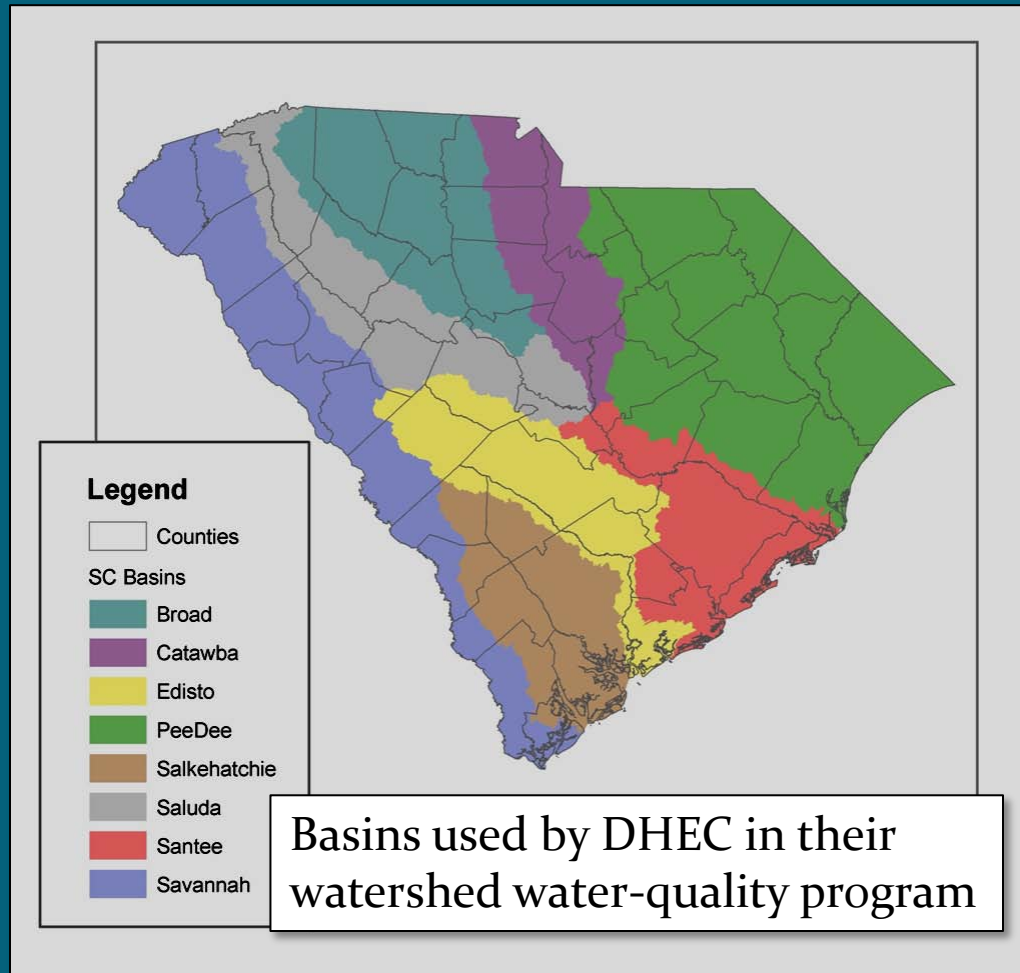 Legend
Counties
SC Basins
Broad
Catawba
Edisto
PeeDee
Salkehatchie
Saluda
Santee
Savannah
Basins used by DHEC in their
watershed water-quality program